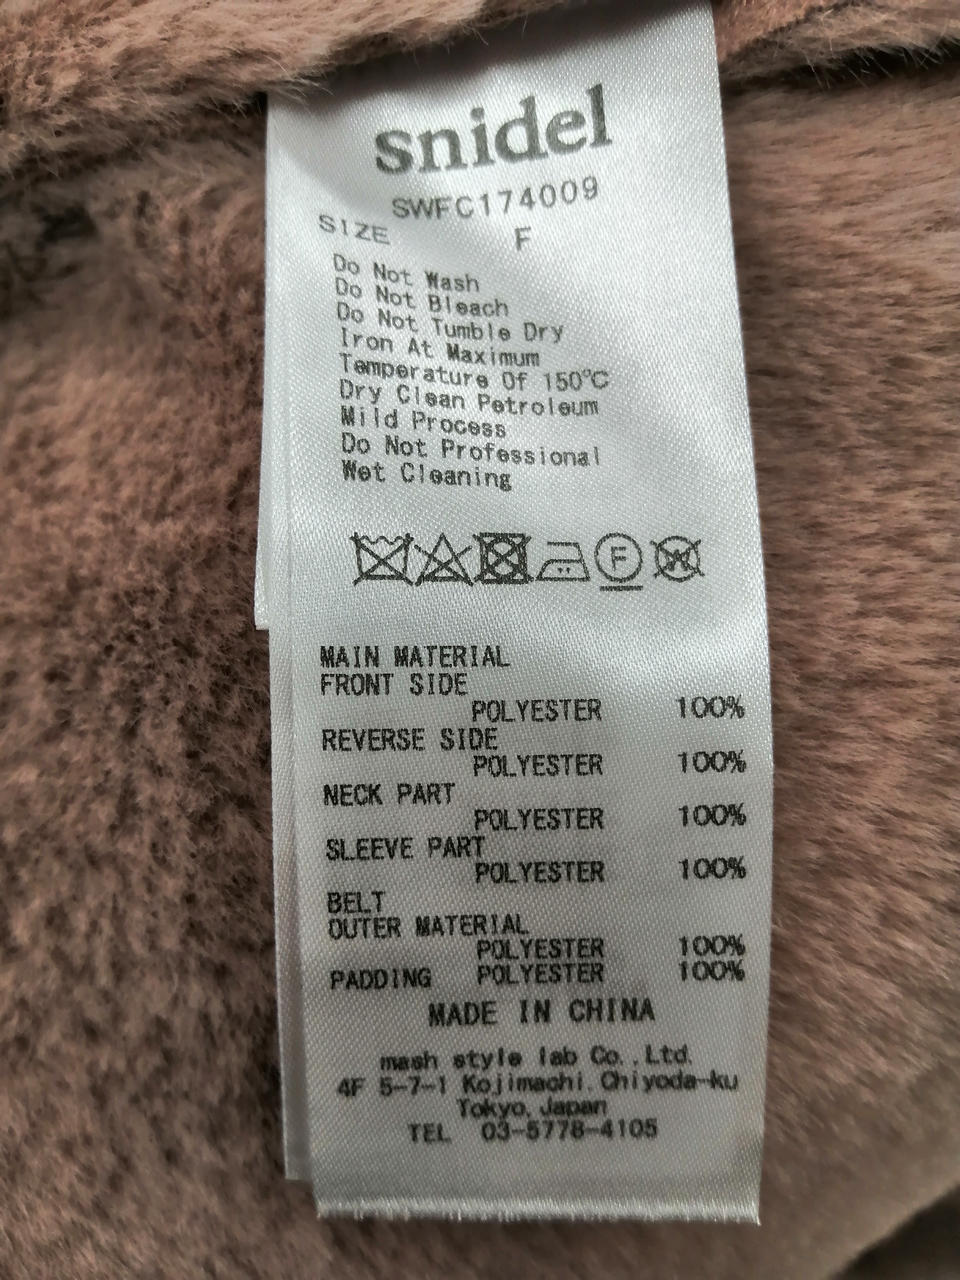 snidel
SWFC174009
SIZE F
Do Not Wash
Do Not Bleach
Do Not Tumble Dry
Iron At Maximum
Temperature Of 150℃
Dry Clean Petroleum
Mild Process
Do Not Professional
Wet Cleaning
F W
MAIN MATERIAL
FRONT SIDE
POLYESTER 100%
REVERSE SIDE
POLYESTER 100%
NECK PART
POLYESTER 100%
SLEEVE PART
POLYESTER 100%
BELT
OUTER MATERIAL
POLYESTER 100%
PADDING POLYESTER 100%
MADE IN CHINA
mash style lab Co.,Ltd.
4F 5-7-1 Kojimachi, Chiyoda-ku
Tokyo, Japan
TEL 03-5778-4105